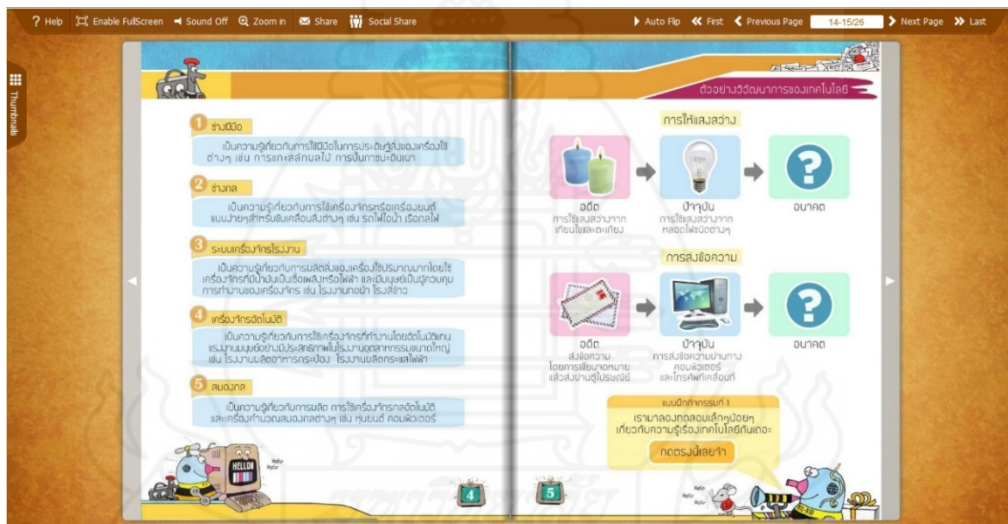 Help
Enable FullScreen
Sound Off
Zoom in
Share
Social Share
Auto Flip
First
Previous Page
14-15/26
Next Page
Last
Thumbnails
1 ช่างฝีมือ
เป็นความรู้เกี่ยวกับการใช้ฝีมือในการประดิษฐ์สิ่งของเครื่องใช้
ต่างๆ เช่น การแกะสลักผลไม้ การปั้นภาชนะดินเผา
2 ช่างกล
เป็นความรู้เกี่ยวกับการใช้เครื่องจักรหรือเครื่องยนต์
แบบง่ายๆสำหรับขับเคลื่อนสิ่งต่างๆ เช่น รถไฟไอน้ำ เรือกลไฟ
3 ระบบเครื่องจักรโรงงาน
เป็นความรู้เกี่ยวกับการผลิตสิ่งของเครื่องใช้ปริมาณมากโดยใช้
เครื่องจักรที่มีน้ำมันเป็นเชื้อเพลิงหรือไฟฟ้า และมีมนุษย์เป็นผู้ควบคุม
การทำงานของเครื่องจักร เช่น โรงงานทอผ้า โรงสีข้าว
4 เครื่องจักรอัตโนมัติ
เป็นความรู้เกี่ยวกับการใช้เครื่องจักรที่ทำงานโดยอัตโนมัติแทน
แรงงานมนุษย์อย่างมีประสิทธิภาพในโรงงานอุตสาหกรรมขนาดใหญ่
เช่น โรงงานผลิตอาหารกระป๋อง โรงงานผลิตกระแสไฟฟ้า
5 สมองกล
เป็นความรู้เกี่ยวกับการผลิต การใช้เครื่องจักรกลอัตโนมัติ
และเครื่องคำนวณสมองกลต่างๆ เช่น หุ่นยนต์ คอมพิวเตอร์
HELLO!
4
ตัวอย่างวิวัฒนาการของเทคโนโลยี
การให้แสงสว่าง
อดีต
การใช้แสงสว่างจาก
เทียนไขและตะเกียง
ปัจจุบัน
การใช้แสงสว่างจาก
หลอดไฟชนิดต่างๆ
?
อนาคต
การส่งข้อความ
อดีต
ส่งข้อความ
โดยการเขียนจดหมาย
แล้วส่งผ่านตู้ไปรษณีย์
ปัจจุบัน
การส่งข้อความผ่านทาง
คอมพิวเตอร์
และโทรศัพท์เคลื่อนที่
?
อนาคต
แบบฝึกกิจกรรมที่ 1
เรามาลองทดสอบเล็กๆน้อยๆ
เกี่ยวกับความรู้เรื่องเทคโนโลยีกันเถอะ
กดตรงนี้เลยจ้า
5